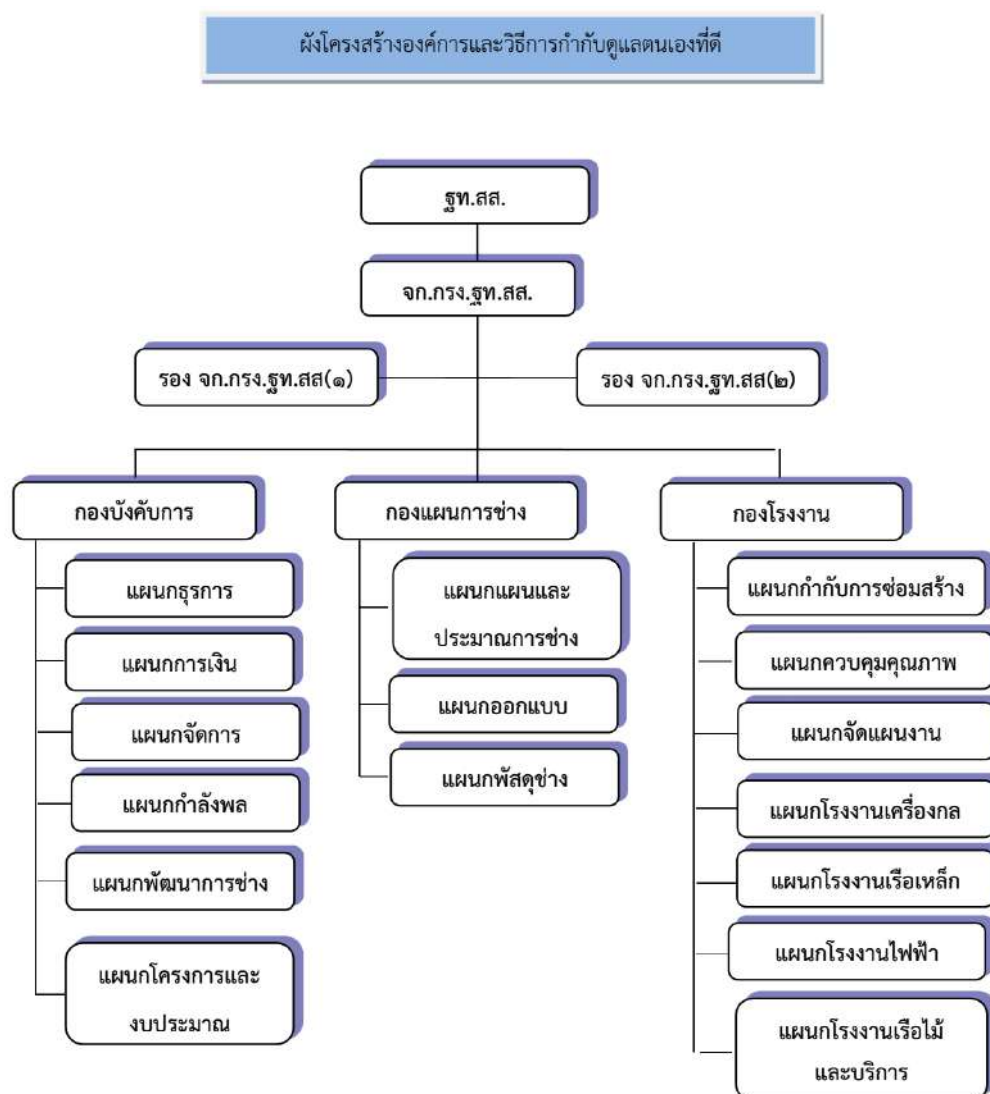 ผังโครงสร้างองค์การและวิธีการกำกับดูแลตนเองที่ดี
ฐท.สส.
จก.กรง.ฐท.สส.
รอง จก.กรง.ฐท.สส(๑)
รอง จก.กรง.ฐท.สส(๒)
กองบังคับการ
แผนกธุรการ
แผนกการเงิน
แผนกจัดการ
แผนกกำลังพล
แผนกพัฒนาการช่าง
แผนกโครงการและ
งบประมาณ
กองแผนการช่าง
แผนกแผนและ
ประมาณการช่าง
แผนกออกแบบ
แผนกพัสดุช่าง
กองโรงงาน
แผนกกำกับการซ่อมสร้าง
แผนกควบคุมคุณภาพ
แผนกจัดแผนงาน
แผนกโรงงานเครื่องกล
แผนกโรงงานเรือเหล็ก
แผนกโรงงานไฟฟ้า
แผนกโรงงานเรือไม้
และบริการ